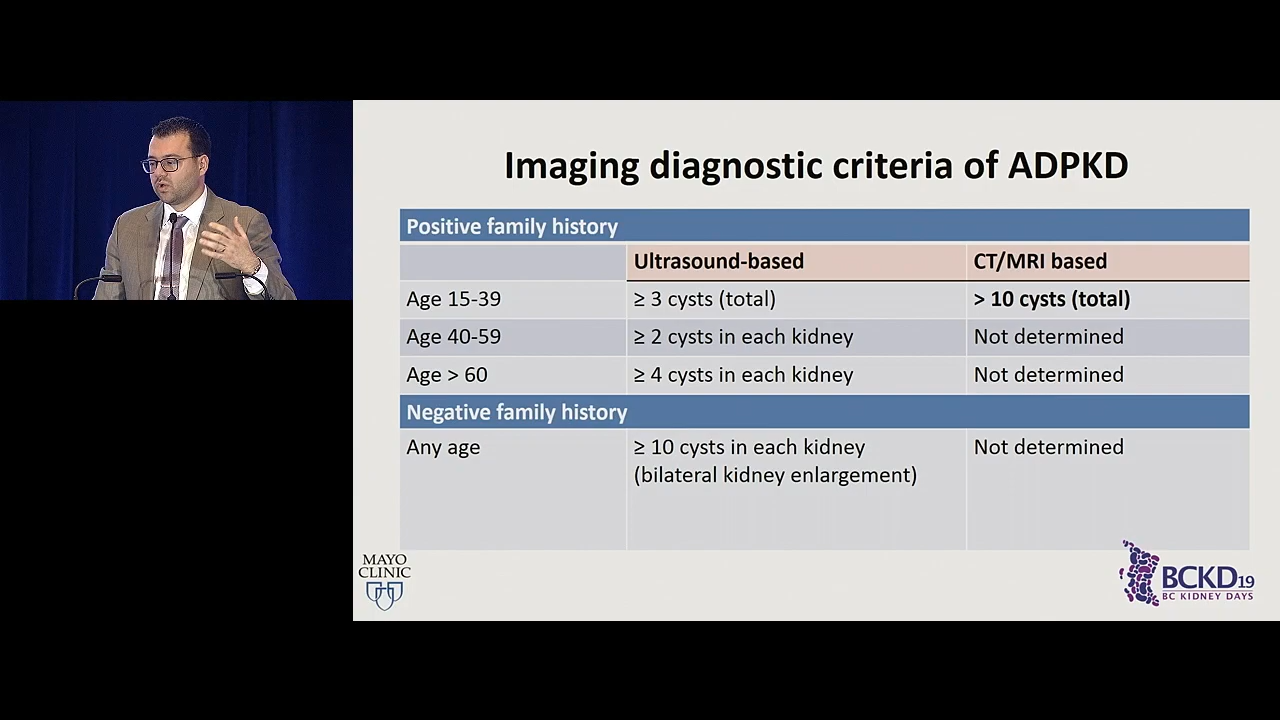 Imaging diagnostic criteria of ADPKD
Positive family history
Ultrasound-based
CT/MRI based
Age 15-39
≥ 3 cysts (total)
> 10 cysts (total)
Age 40-59
≥ 2 cysts in each kidney
Not determined
Age > 60
≥ 4 cysts in each kidney
Not determined
Negative family history
Any age
≥ 10 cysts in each kidney
(bilateral kidney enlargement)
Not determined
MAYO
CLINIC
BCKD19
BC KIDNEY DAYS